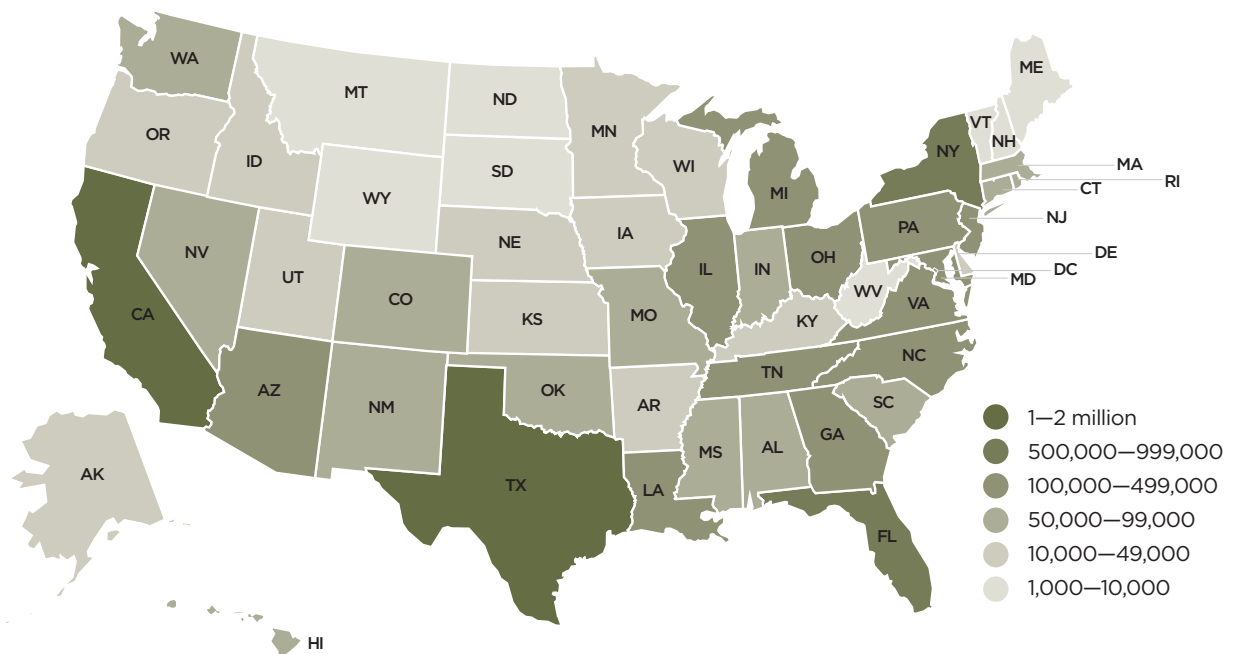 WA
MT
ND
MN
ME
VT
NH
OR
ID
SD
WI
NY
MI
MA
RI
CT
WY
NE
IA
PA
NJ
NV
UT
CO
IL
IN
OH
DE
DC
MD
WV
VA
CA
KS
MO
KY
AZ
NM
OK
AR
TN
NC
SC
MS
AL
GA
AK
TX
LA
FL
HI
1—2 million
500,000—999,000
100,000—499,000
50,000—99,000
10,000—49,000
1,000—10,000